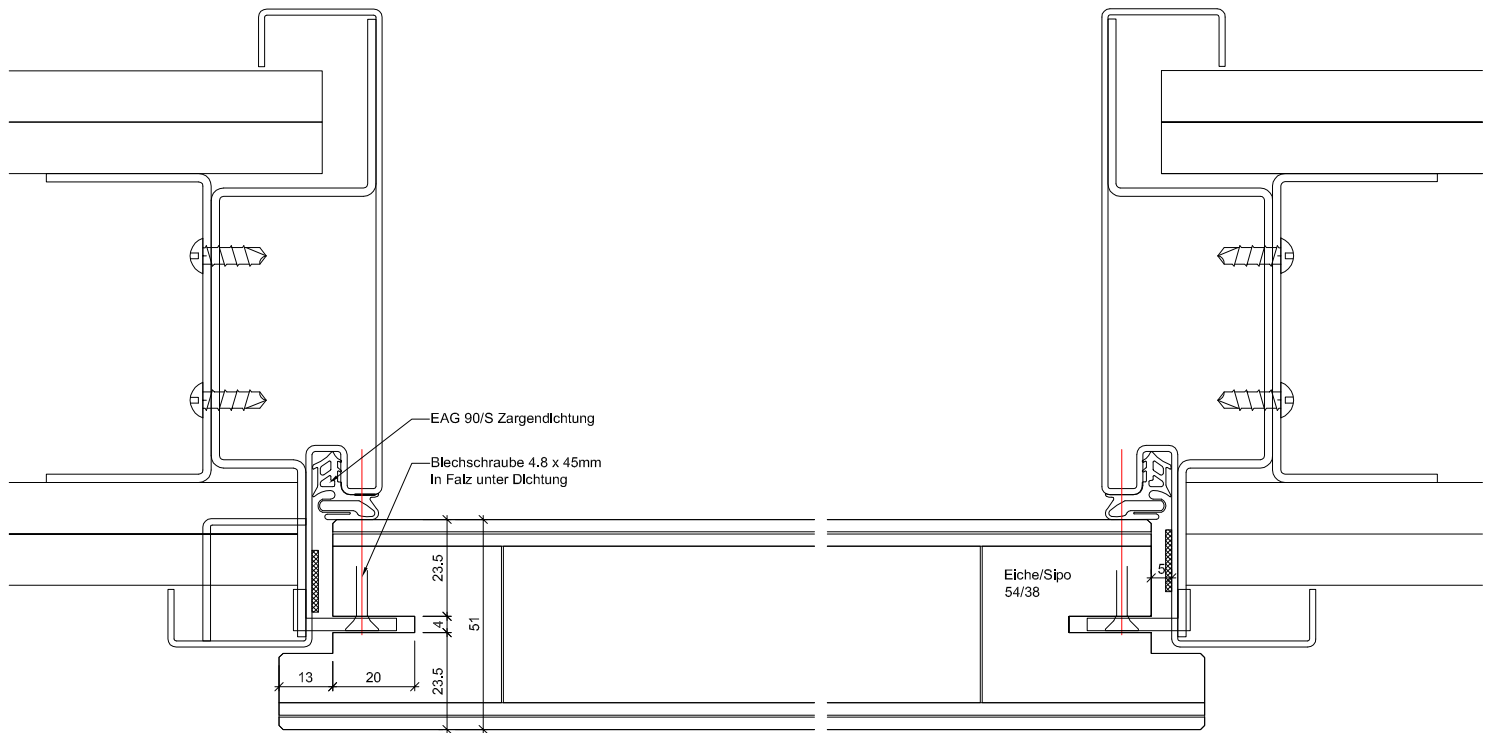 EAG 90/S Zargendichtung
Blechschraube 4.8 x 45mm
In Falz unter Dichtung
Eiche/Sipo
54/38
5
23.5
4
51
23.5
13
20